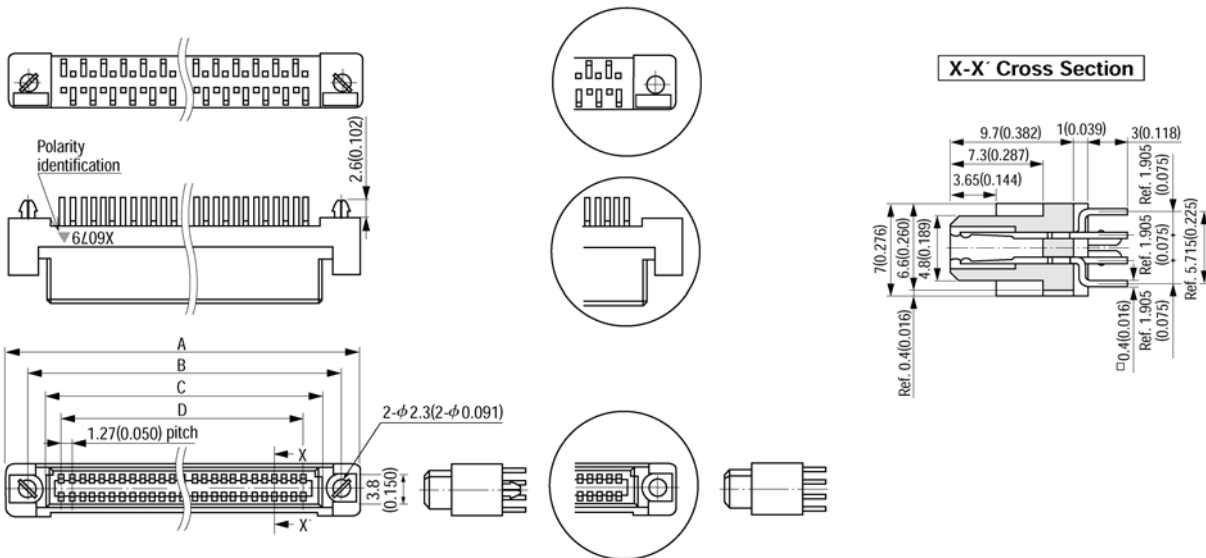 Polarity
identification
2.6(0.102)
X60L9
A
B
C
D
1.27(0.050) pitch
2-ϕ2.3(2-ϕ0.091)
X
3.8
(0.150)
X´
X-X´ Cross Section
9.7(0.382)
1(0.039)
3(0.118)
7.3(0.287)
3.65(0.144)
7(0.276)
6.6(0.260)
4.8(0.189)
Ref. 0.4(0.016)
Ref. 1.905
(0.075)
Ref. 1.905
(0.075)
Ref. 1.905
(0.075)
Ref. 5.715(0.225)
□0.4(0.016)